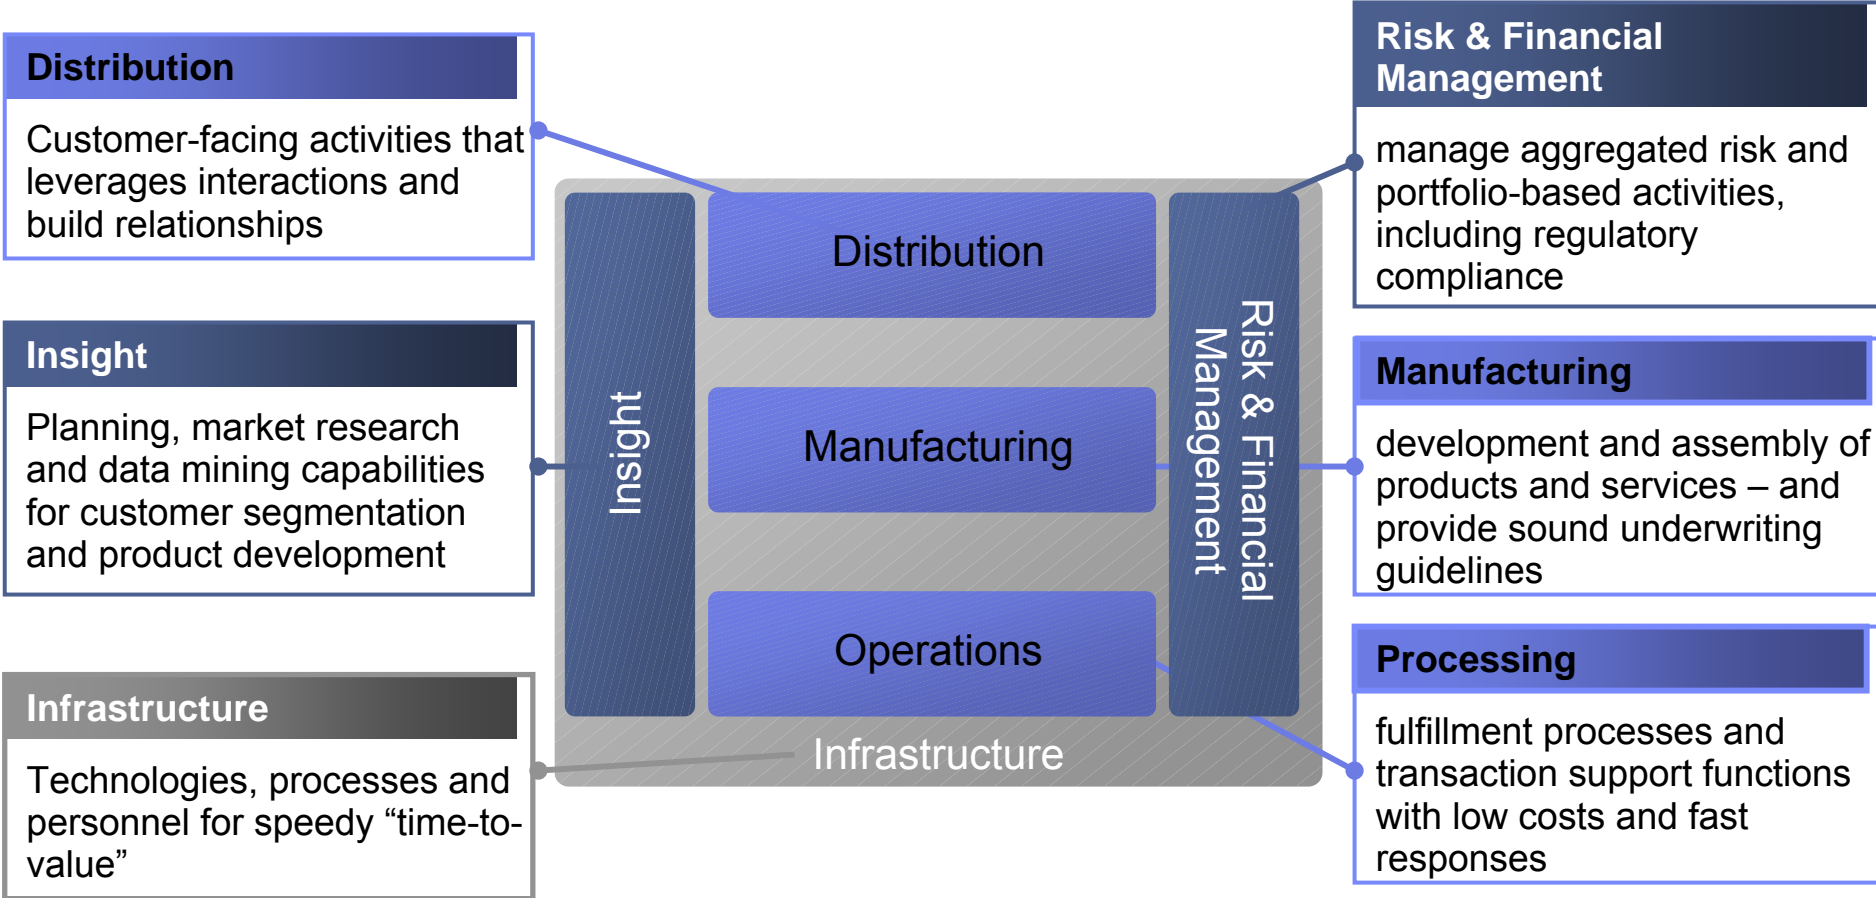 Distribution
Customer-facing activities that
leverages interactions and
build relationships
Insight
Planning, market research
and data mining capabilities
for customer segmentation
and product development
Infrastructure
Technologies, processes and
personnel for speedy “time-to-
value”
Distribution
Manufacturing
Operations
Insight
Risk & Financial
Management
Infrastructure
Risk & Financial
Management
manage aggregated risk and
portfolio-based activities,
including regulatory
compliance
Manufacturing
development and assembly of
products and services – and
provide sound underwriting
guidelines
Processing
fulfillment processes and
transaction support functions
with low costs and fast
responses